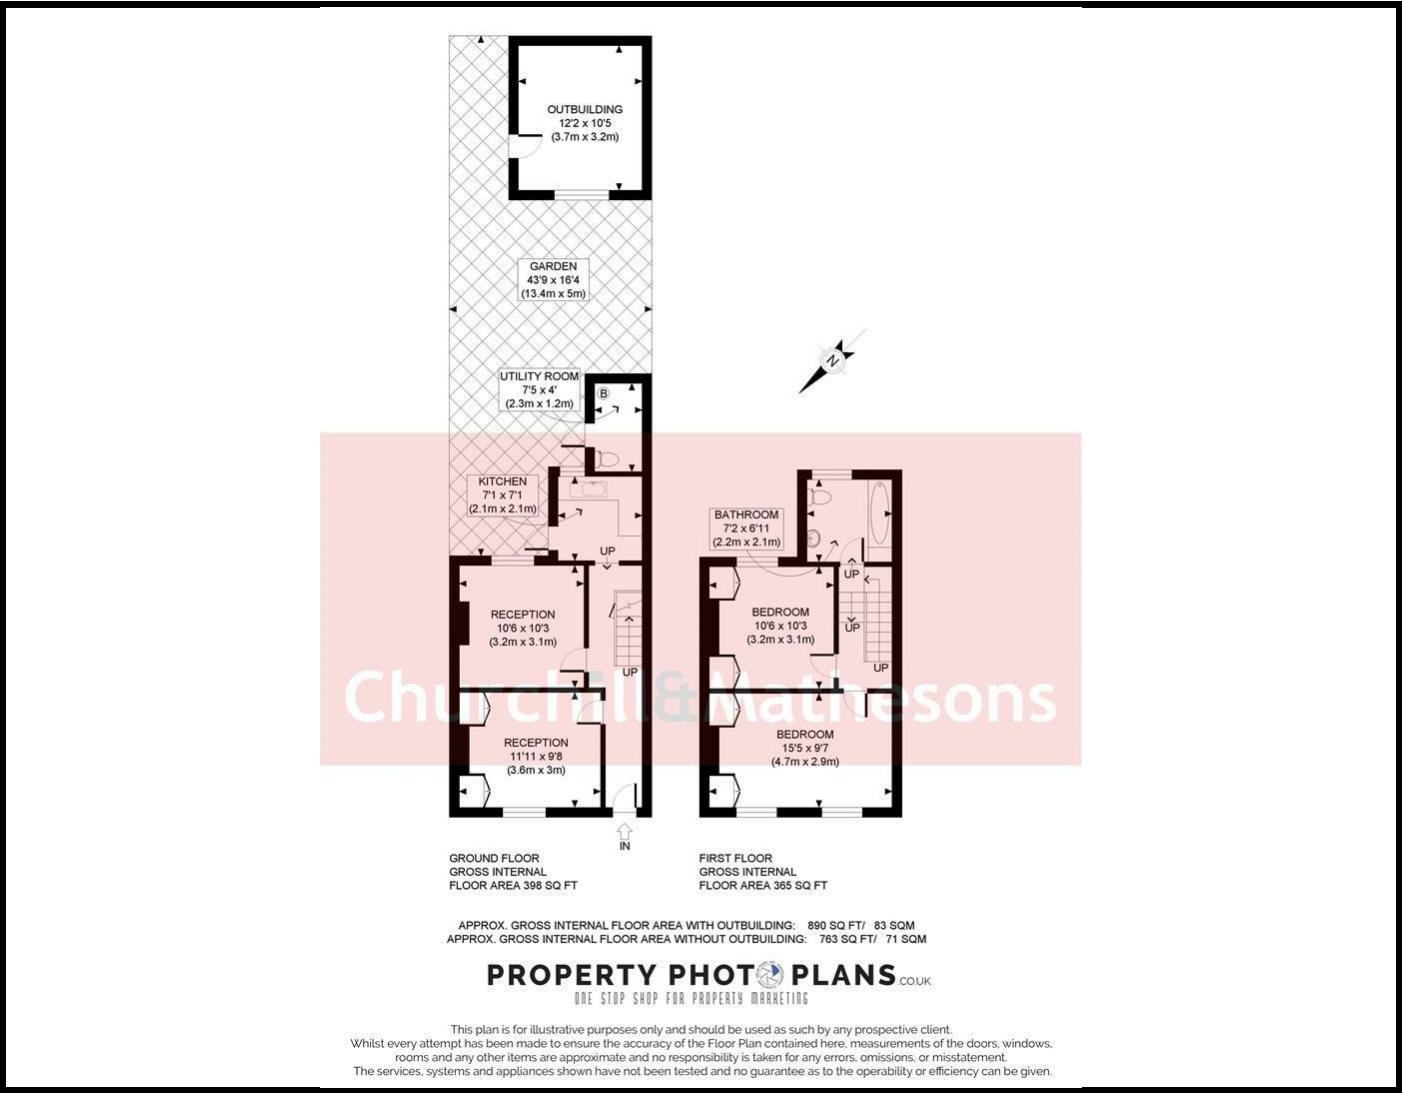 OUTBUILDING
12'2 x 10'5
(3.7m x 3.2m)
GARDEN
43'9 x 16'4
(13.4m x 5m)
N
UTILITY ROOM
7'5 x 4'
(2.3m x 1.2m)
B
KITCHEN
7'1 x 7'1
(2.1m x 2.1m)
UP
BATHROOM
7'2 x 6'11
(2.2m x 2.1m)
UP
RECEPTION
10'6 x 10'3
(3.2m x 3.1m)
UP
BEDROOM
10'6 x 10'3
(3.2m x 3.1m)
UP
UP
Churchill&Mathesons
RECEPTION
11'11 x 9'8
(3.6m x 3m)
BEDROOM
15'5 x 9'7
(4.7m x 2.9m)
IN
GROUND FLOOR
GROSS INTERNAL
FLOOR AREA 398 SQ FT
FIRST FLOOR
GROSS INTERNAL
FLOOR AREA 365 SQ FT
APPROX. GROSS INTERNAL FLOOR AREA WITH OUTBUILDING: 890 SQ FT/ 83 SQM
APPROX. GROSS INTERNAL FLOOR AREA WITHOUT OUTBUILDING: 763 SQ FT/ 71 SQM
PROPERTY PHOTO PLANS.CO.UK
ONE STOP SHOP FOR PROPERTY MARKETING
This plan is for illustrative purposes only and should be used as such by any prospective client.
Whilst every attempt has been made to ensure the accuracy of the Floor Plan contained here, measurements of the doors, windows,
rooms and any other items are approximate and no responsibility is taken for any errors, omissions, or misstatement.
The services, systems and appliances shown have not been tested and no guarantee as to the operability or efficiency can be given.